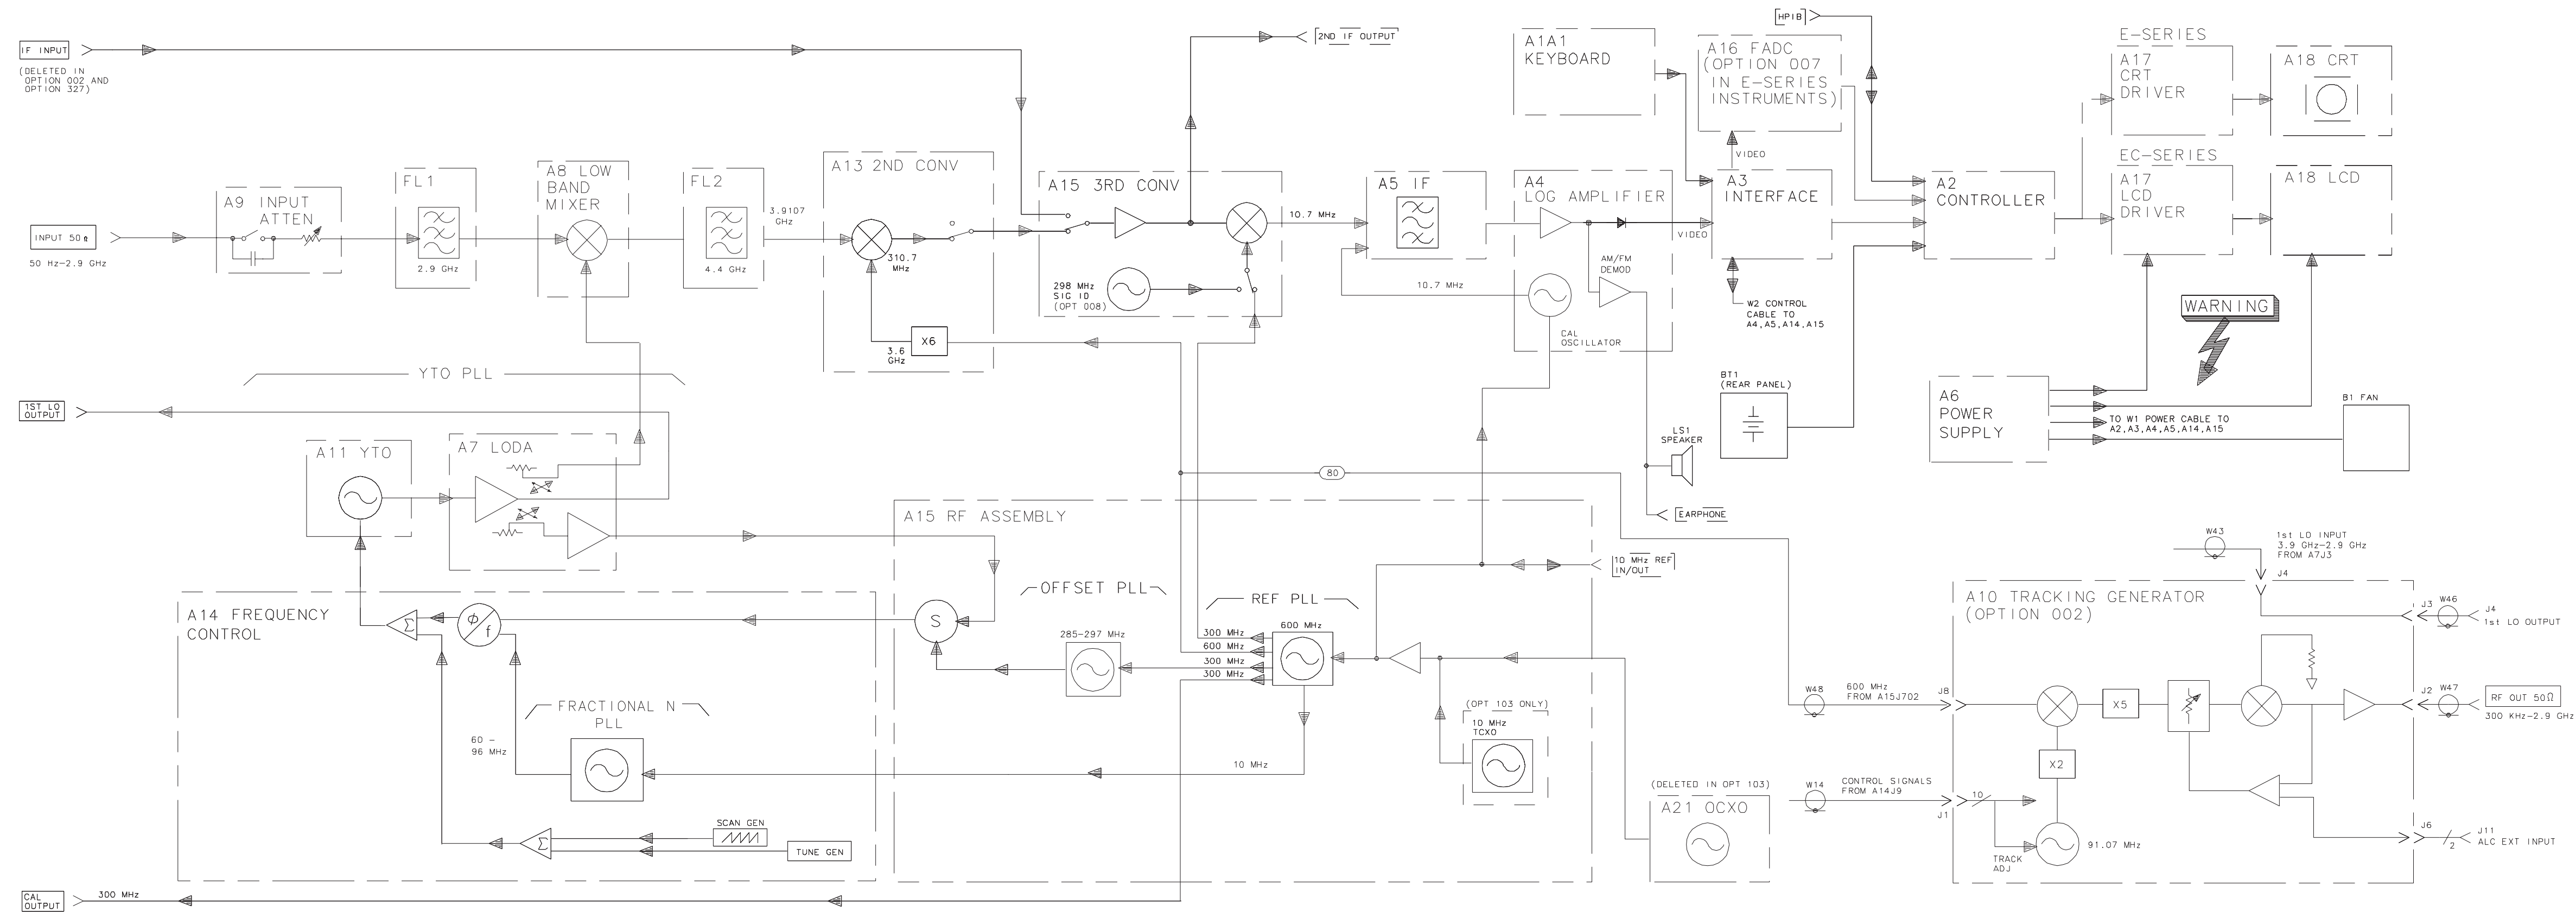 IF INPUT
(DELETED IN
OPTION 002 AND
OPTION 327)
2ND IF OUTPUT
A1A1
KEYBOARD
HPIB
A16 FADC
(OPTION 007
IN E-SERIES
INSTRUMENTS)
VIDEO
E-SERIES
A17
CRT
DRIVER
A18 CRT
INPUT 50 Ω
50 Hz-2.9 GHz
A9 INPUT
ATTEN
FL1
2.9 GHz
A8 LOW
BAND
MIXER
FL2
4.4 GHz
3.9107
GHz
A13 2ND CONV
310.7
MHz
X6
3.6
GHz
A15 3RD CONV
298 MHz
SIG ID
(OPT 008)
10.7 MHz
A5 IF
10.7 MHz
A4
LOG AMPLIFIER
VIDEO
AM/FM
DEMOD
CAL
OSCILLATOR
A3
INTERFACE
W2 CONTROL
CABLE TO
A4,A5,A14,A15
A2
CONTROLLER
EC-SERIES
A17
LCD
DRIVER
A18 LCD
WARNING
BT1
(REAR PANEL)
A6
POWER
SUPPLY
TO W1 POWER CABLE TO
A2,A3,A4,A5,A14,A15
B1 FAN
YTO PLL
1ST LO
OUTPUT
A11 YTO
A7 LODA
80
LS1
SPEAKER
EARPHONE
A15 RF ASSEMBLY
10 MHz REF
IN/OUT
OFFSET PLL
285-297 MHz
REF PLL
600 MHz
300 MHz
600 MHz
300 MHz
300 MHz
S
10 MHz
(OPT 103 ONLY)
10 MHz
TCXO
(DELETED IN OPT 103)
A21 OCXO
A14 FREQUENCY
CONTROL
Σ
Φ
f
FRACTIONAL N
PLL
60 -
96 MHz
SCAN GEN
TUNE GEN
Σ
CAL
OUTPUT
300 MHz
W43
1st LO INPUT
3.9 GHz-2.9 GHz
FROM A7J3
J4
A10 TRACKING GENERATOR
(OPTION 002)
J3
W46
J4
1st LO OUTPUT
W48
600 MHz
FROM A15J702
J8
X5
X2
J2
W47
RF OUT 50Ω
300 KHz-2.9 GHz
W14
CONTROL SIGNALS
FROM A14J9
J1
10
TRACK
ADJ
91.07 MHz
J6
2
J11
ALC EXT INPUT